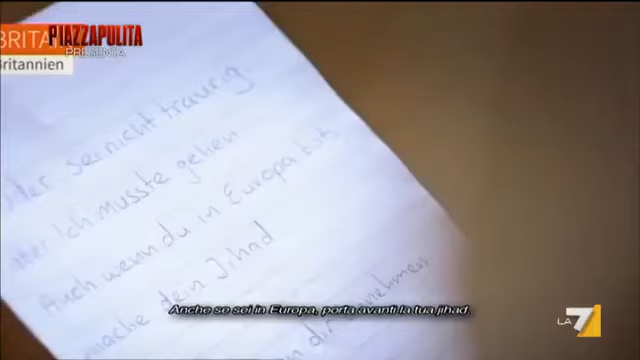 BRITA
PIAZZAPULITA
PRESENTA
Britannien
sei nicht traurig
aber Ich musste gehen
Auch wenn du in Europa bist
mache den Jihad
Anche se sei in Europa, porta avanti la tua jihad.
LA 7